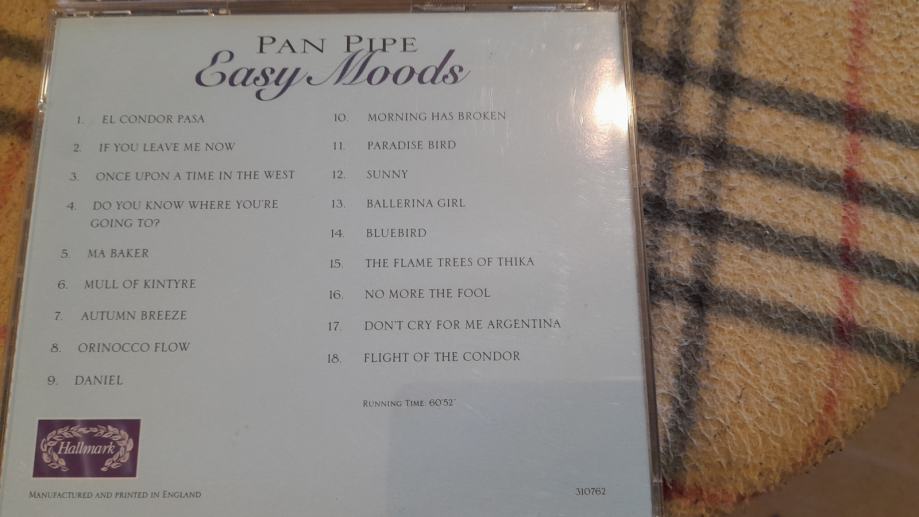 PAN PIPE
Easy Moods
1. EL CONDOR PASA
2. IF YOU LEAVE ME NOW
3. ONCE UPON A TIME IN THE WEST
4. DO YOU KNOW WHERE YOU'RE
GOING TO?
5. MA BAKER
6. MULL OF KINTYRE
7. AUTUMN BREEZE
8. ORINOCCO FLOW
9. DANIEL
10. MORNING HAS BROKEN
11. PARADISE BIRD
12. SUNNY
13. BALLERINA GIRL
14. BLUEBIRD
15. THE FLAME TREES OF THIKA
16. NO MORE THE FOOL
17. DON'T CRY FOR ME ARGENTINA
18. FLIGHT OF THE CONDOR
RUNNING TIME: 60'52"
Hallmark
MANUFACTURED AND PRINTED IN ENGLAND
310762